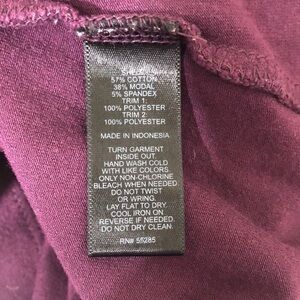 57% COTTON
38% MODAL
5% SPANDEX
TRIM 1:
100% POLYESTER
TRIM 2:
100% POLYESTER
MADE IN INDONESIA
TURN GARMENT
INSIDE OUT
HAND WASH COLD
WITH LIKE COLORS
ONLY NON-CHLORINE
BLEACH WHEN NEEDED
DO NOT TWIST
OR WRING
LAY FLAT TO DRY
COOL IRON ON
REVERSE IF NEEDED.
DO NOT DRY CLEAN.
RN# 55285